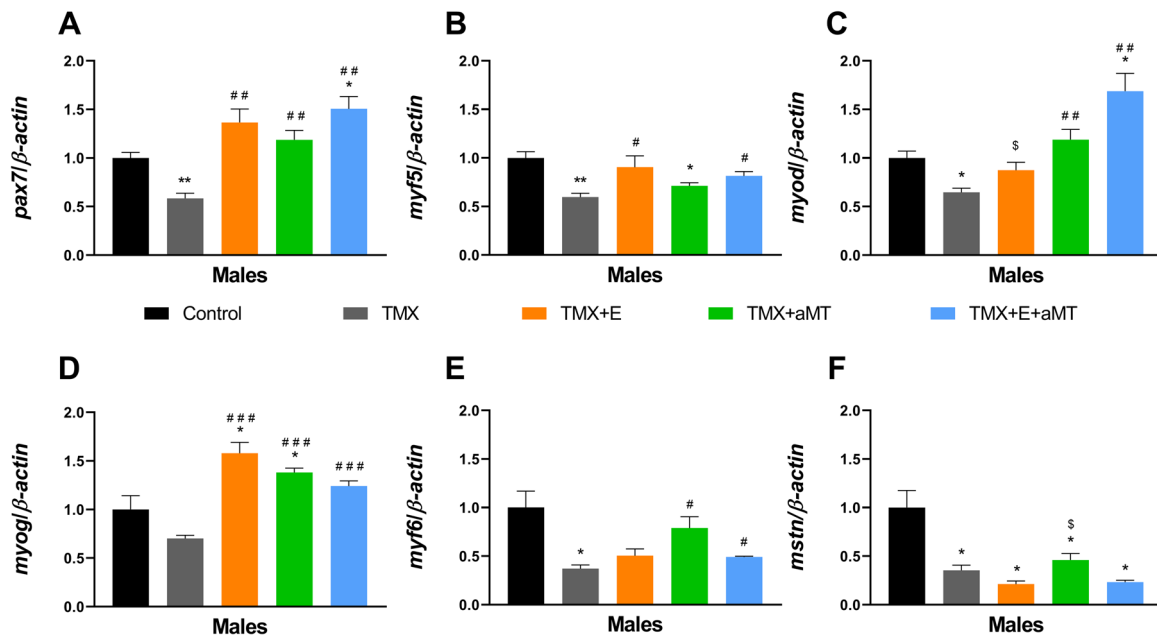 A
pax7/β-actin
2.0
1.5
1.0
0.5
0.0
**
# #
# #
# #
*
Males
B
myf5/β-actin
2.0
1.5
1.0
0.5
0.0
**
#
*
#
Males
C
myod/β-actin
2.0
1.5
1.0
0.5
0.0
*
$
# #
# #
*
Males
Control
TMX
TMX+E
TMX+aMT
TMX+E+aMT
D
myog/β-actin
2.0
1.5
1.0
0.5
0.0
# # #
*
# # #
*
# # #
Males
E
myf6/β-actin
2.0
1.5
1.0
0.5
0.0
*
#
#
Males
F
mstn/β-actin
2.0
1.5
1.0
0.5
0.0
*
*
$
*
*
Males